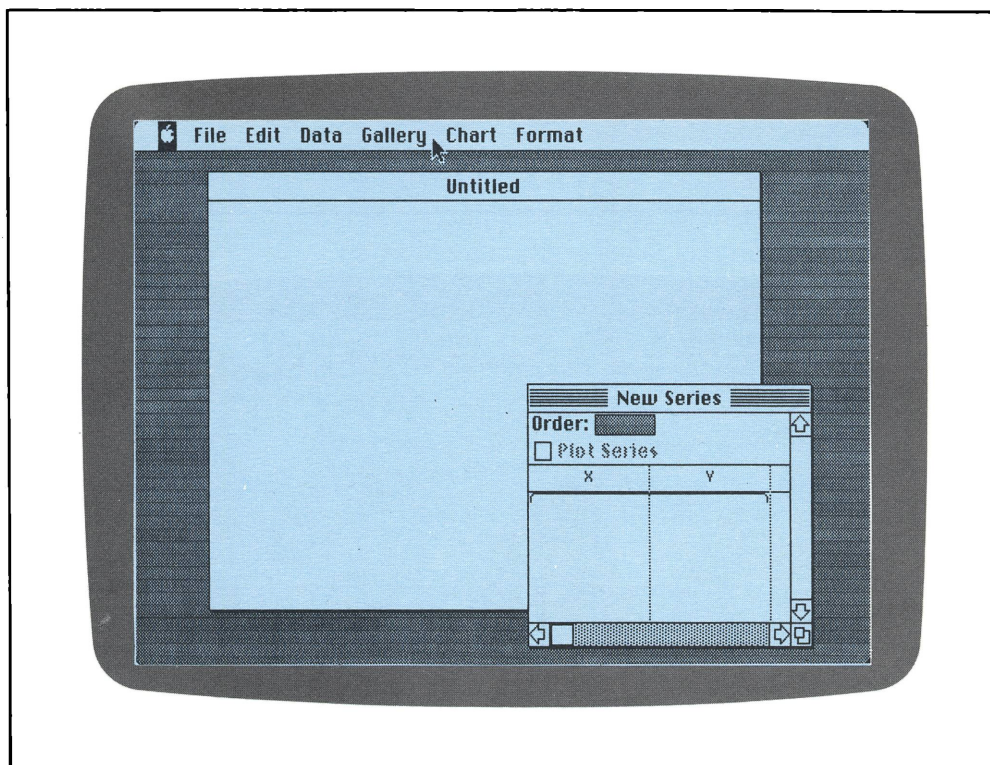 File Edit Data Gallery Chart Format
Untitled
New Series
Order:
Plot Series
X Y